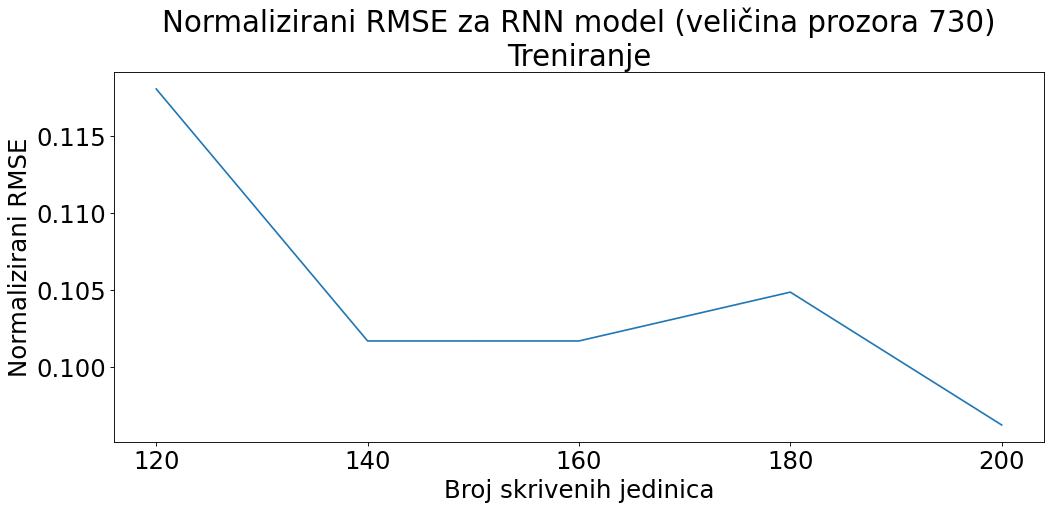 Normalizirani RMSE za RNN model (veličina prozora 730)
Treniranje
Normalizirani RMSE
0.115
0.110
0.105
0.100
120
140
160
180
200
Broj skrivenih jedinica